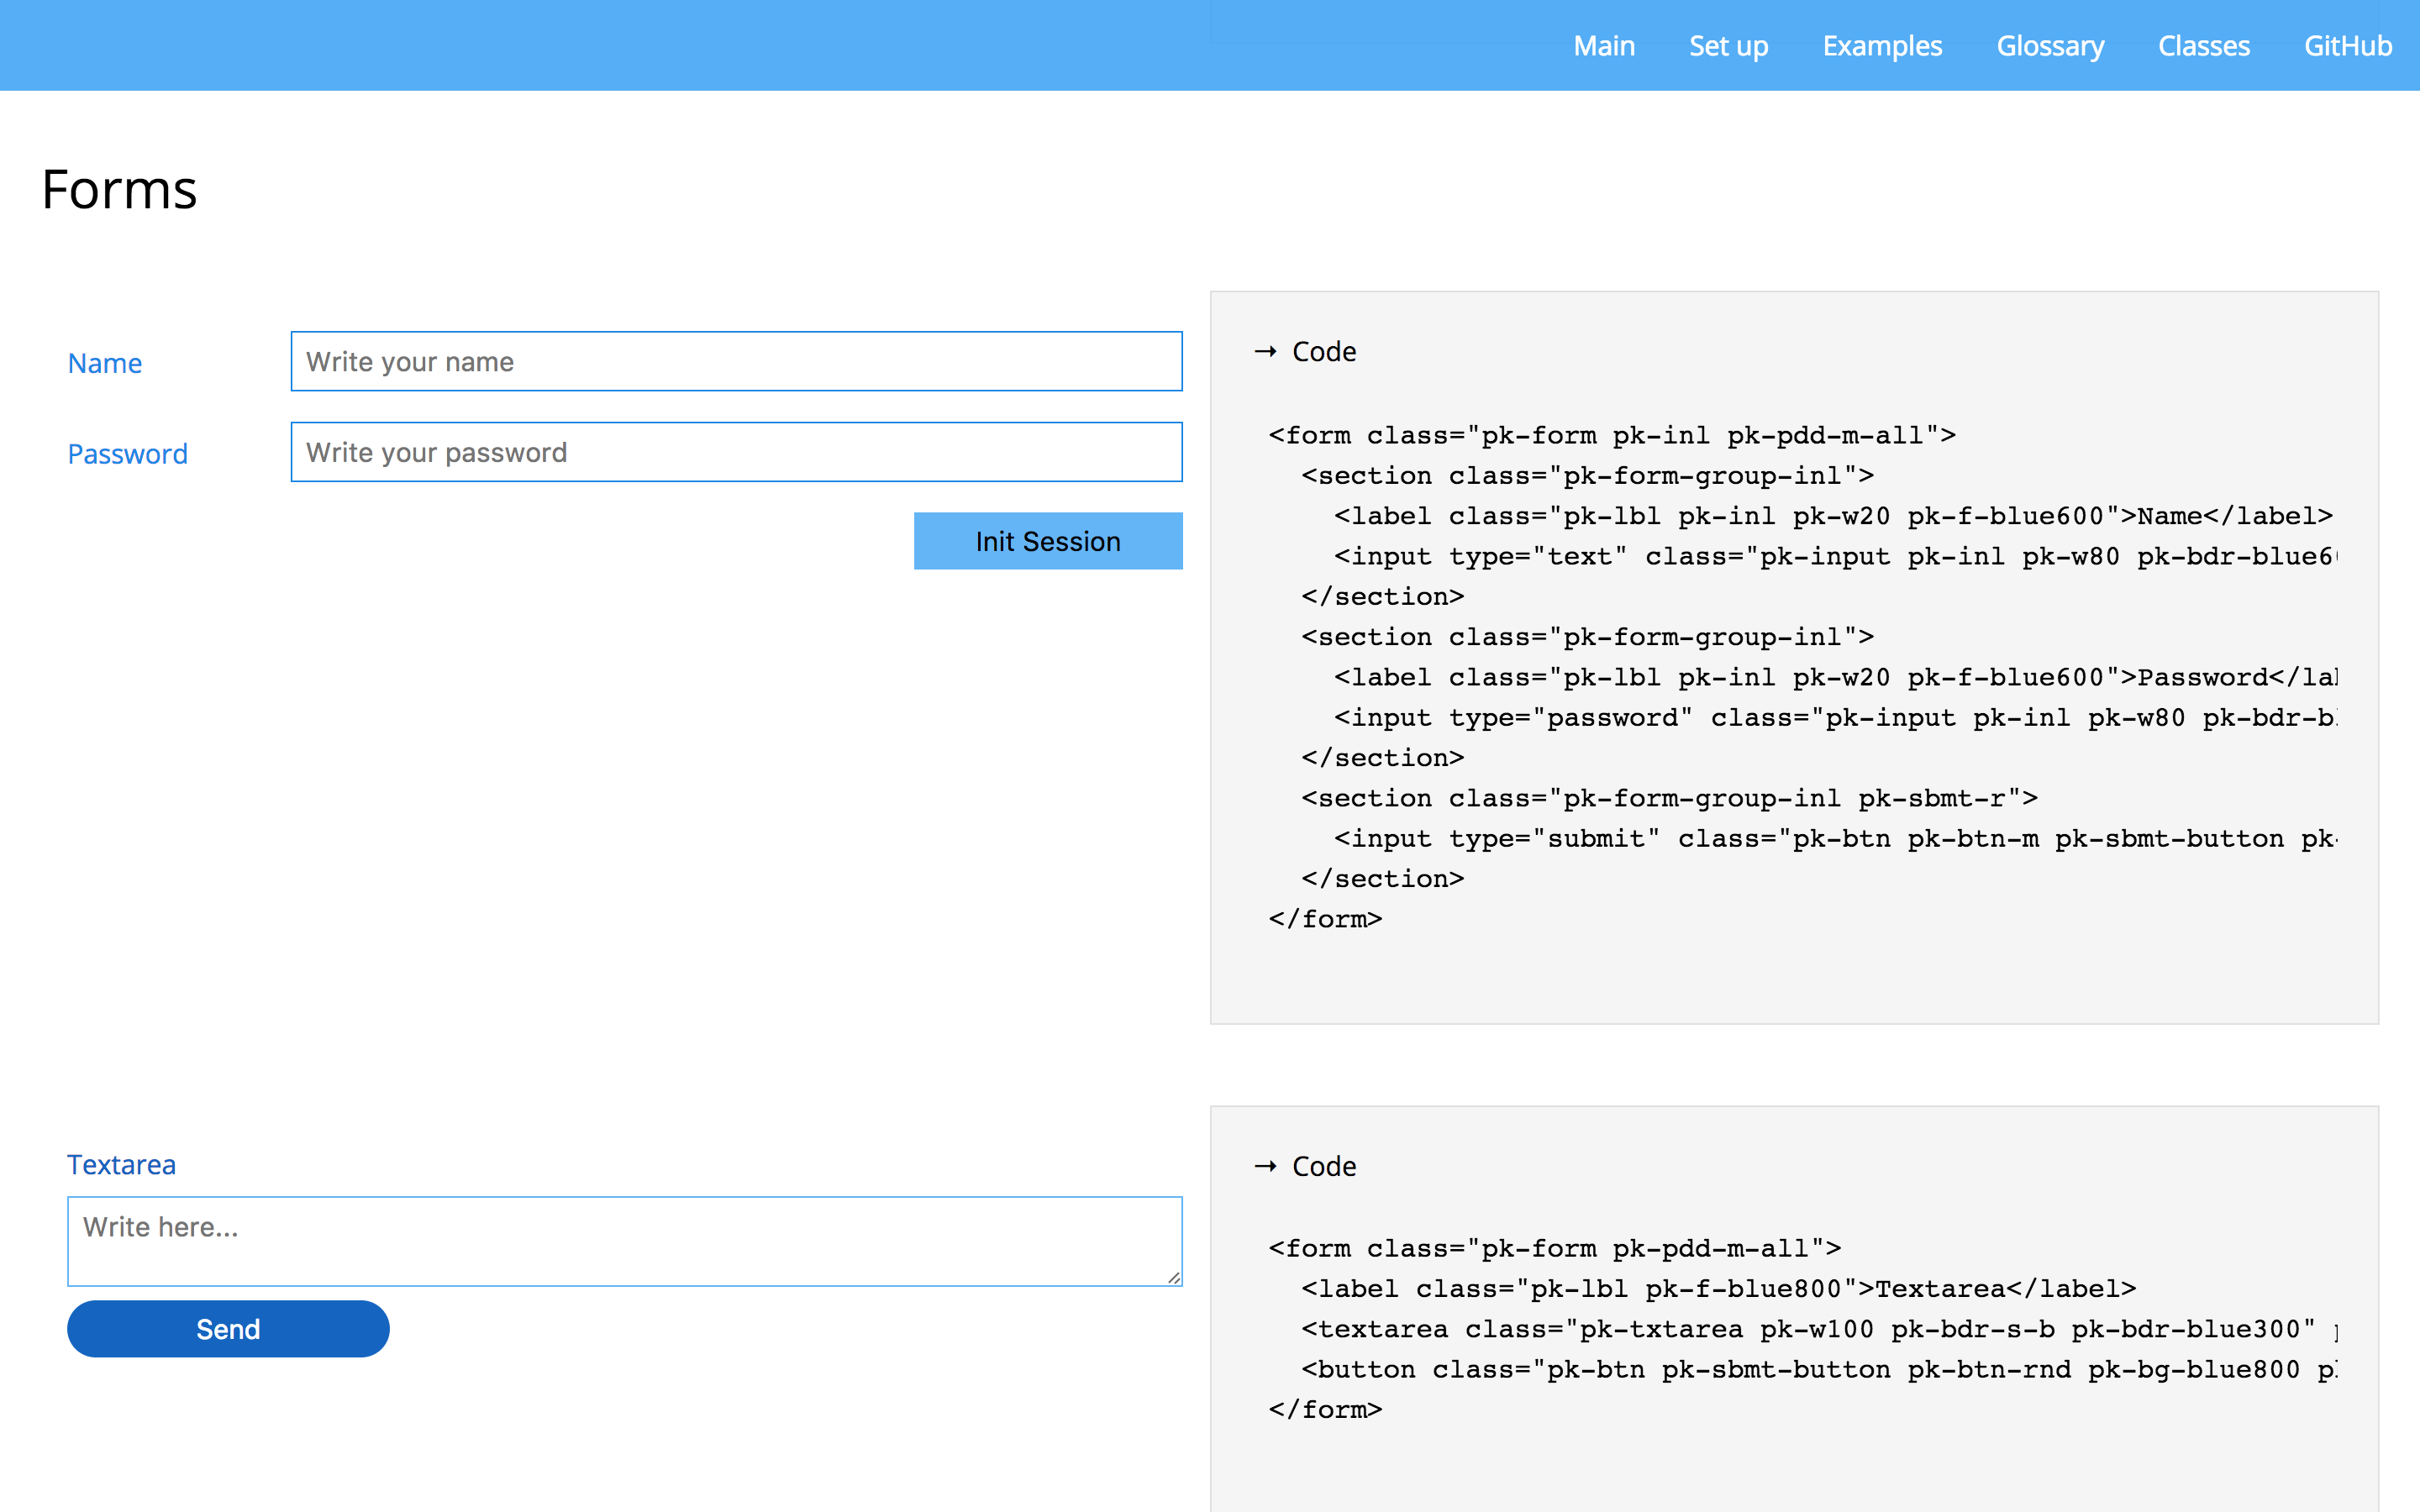 Main Set up Examples Glossary Classes GitHub
Forms
Name
Write your name
Password
Write your password
Init Session
→ Code
<form class="pk-form pk-inl pk-pdd-m-all">
  <section class="pk-form-group-inl">
    <label class="pk-lbl pk-inl pk-w20 pk-f-blue600">Name</label>
    <input type="text" class="pk-input pk-inl pk-w80 pk-bdr-blue6
  </section>
  <section class="pk-form-group-inl">
    <label class="pk-lbl pk-inl pk-w20 pk-f-blue600">Password</la
    <input type="password" class="pk-input pk-inl pk-w80 pk-bdr-b
  </section>
  <section class="pk-form-group-inl pk-sbmt-r">
    <input type="submit" class="pk-btn pk-btn-m pk-sbmt-button pk-
  </section>
</form>
Textarea
Write here...
Send
→ Code
<form class="pk-form pk-pdd-m-all">
  <label class="pk-lbl pk-f-blue800">Textarea</label>
  <textarea class="pk-txtarea pk-w100 pk-bdr-s-b pk-bdr-blue300"
  <button class="pk-btn pk-sbmt-button pk-btn-rnd pk-bg-blue800 p
</form>